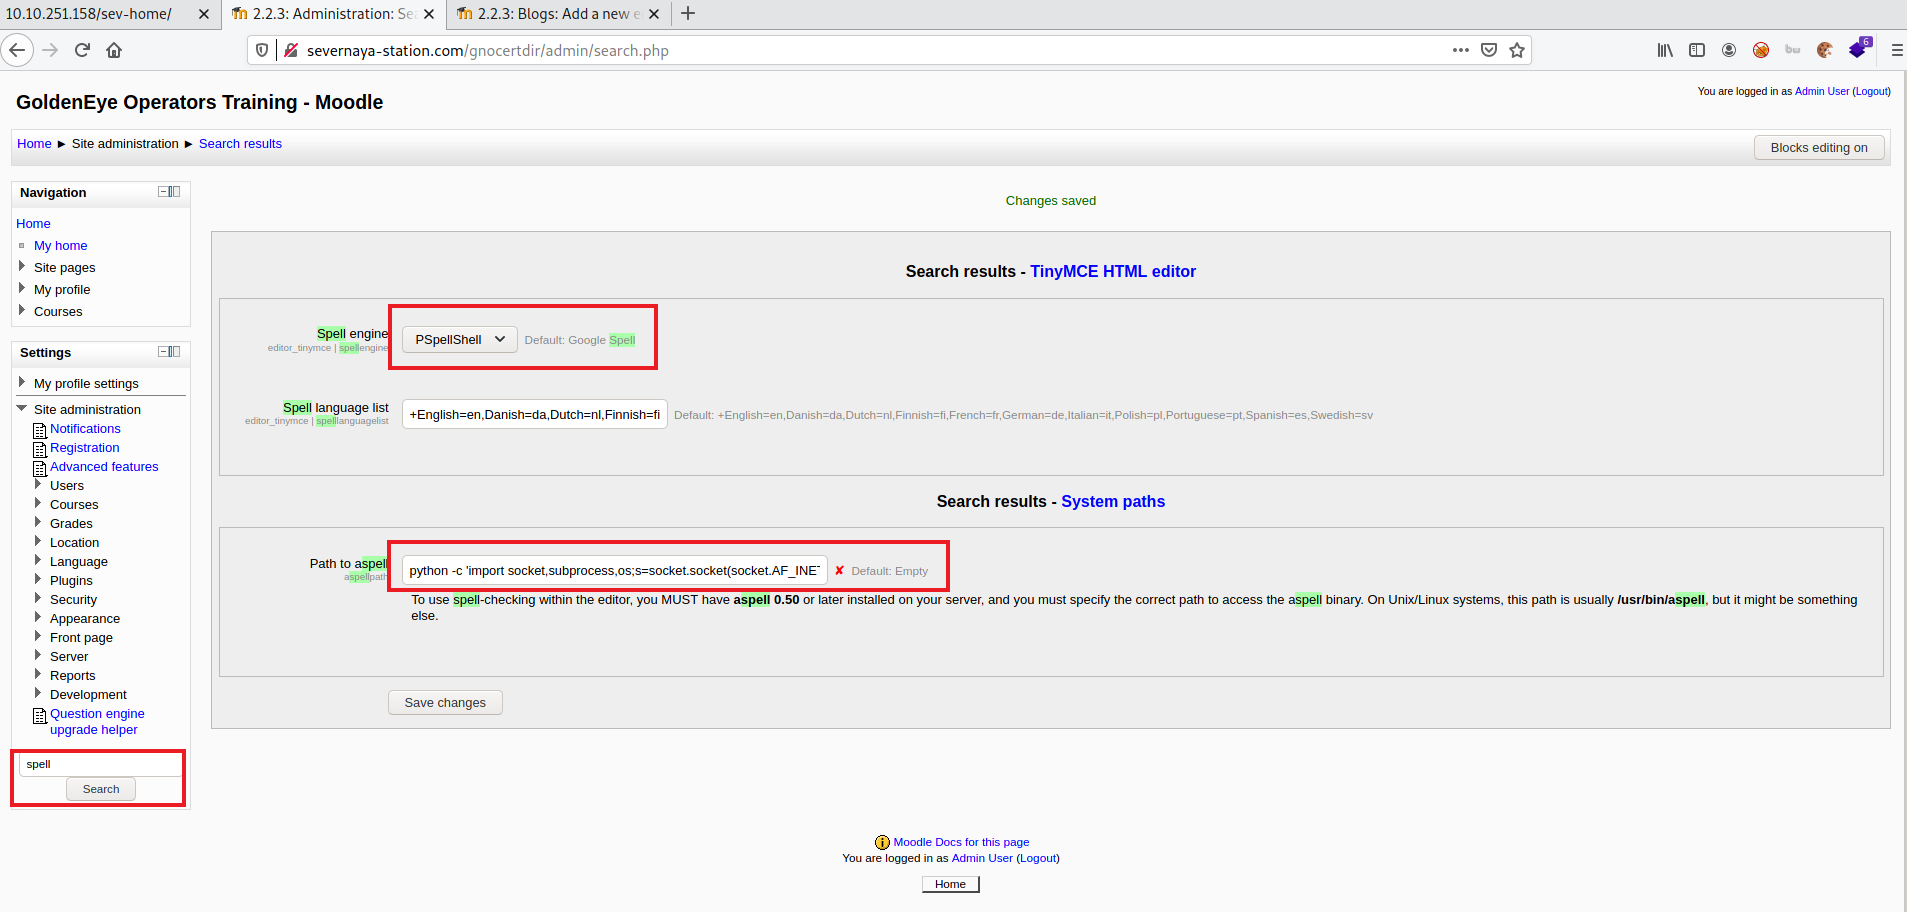 10.10.251.158/sev-home/
2.2.3: Administration: Sea
2.2.3: Blogs: Add a new e
severnaya-station.com/gnocertdir/admin/search.php
6
GoldenEye Operators Training - Moodle
You are logged in as Admin User (Logout)
Home ► Site administration ► Search results
Blocks editing on
Navigation
Home
My home
Site pages
My profile
Courses
Settings
My profile settings
Site administration
Notifications
Registration
Advanced features
Users
Courses
Grades
Location
Language
Plugins
Security
Appearance
Front page
Server
Reports
Development
Question engine
upgrade helper
spell
Search
Changes saved
Search results - TinyMCE HTML editor
Spell engine
editor_tinymce | spellengine
PSpellShell
Default: Google Spell
Spell language list
editor_tinymce | spelllanguagelist
+English=en,Danish=da,Dutch=nl,Finnish=fi
Default: +English=en,Danish=da,Dutch=nl,Finnish=fi,French=fr,German=de,Italian=it,Polish=pl,Portuguese=pt,Spanish=es,Swedish=sv
Search results - System paths
Path to aspell
aspellpath
python -c 'import socket,subprocess,os;s=socket.socket(socket.AF_INET
✘ Default: Empty
To use spell-checking within the editor, you MUST have aspell 0.50 or later installed on your server, and you must specify the correct path to access the aspell binary. On Unix/Linux systems, this path is usually /usr/bin/aspell, but it might be something
else.
Save changes
Moodle Docs for this page
You are logged in as Admin User (Logout)
Home